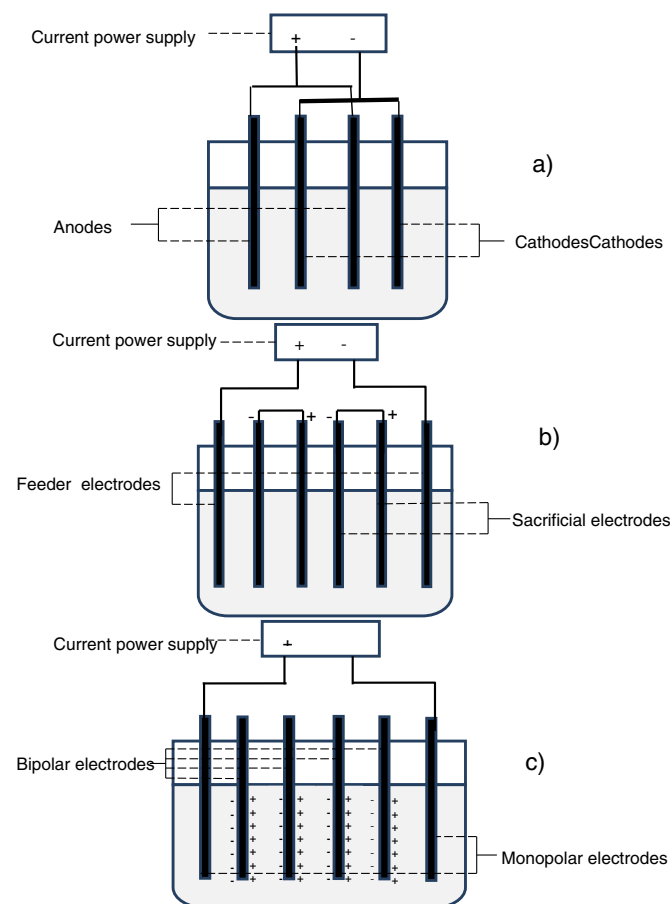 Current power supply
+ -
a)
Anodes
CathodesCathodes
Current power supply
+ -
- + - +
b)
Feeder electrodes
Sacrificial electrodes
Current power supply
+
Bipolar electrodes
c)
- + - + - + - +
- + - + - + - +
- + - + - + - +
- + - + - + - +
- + - + - + - +
- + - + - + - +
- + - + - + - +
Monopolar electrodes